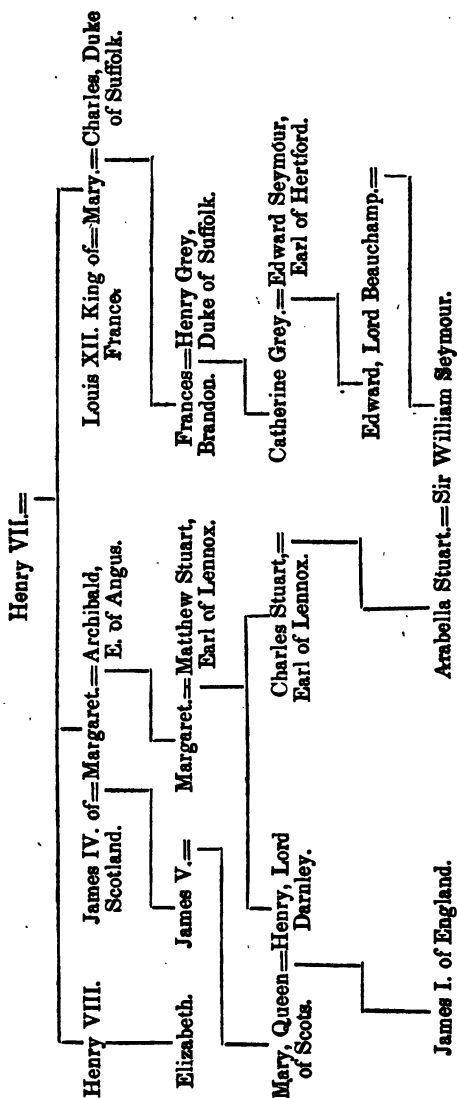 Henry VII.=
Henry VIII.
James IV. of=Margaret.=Archibald,
Scotland.
E. of Angus.
Louis XII. King of=Mary.=Charles, Duke
France.
of Suffolk.
Elizabeth.
James V.=
Margaret.=Matthew Stuart,
Earl of Lennox.
Frances=Henry Grey,
Brandon. Duke of Suffolk.
Mary, Queen=Henry, Lord
of Scots.
Darnley.
Charles Stuart,=
Earl of Lennox.
Catherine Grey.=Edward Seymour,
Earl of Hertford.
Edward, Lord Beauchamp.=
James I. of England.
Arabella Stuart.=Sir William Seymour.